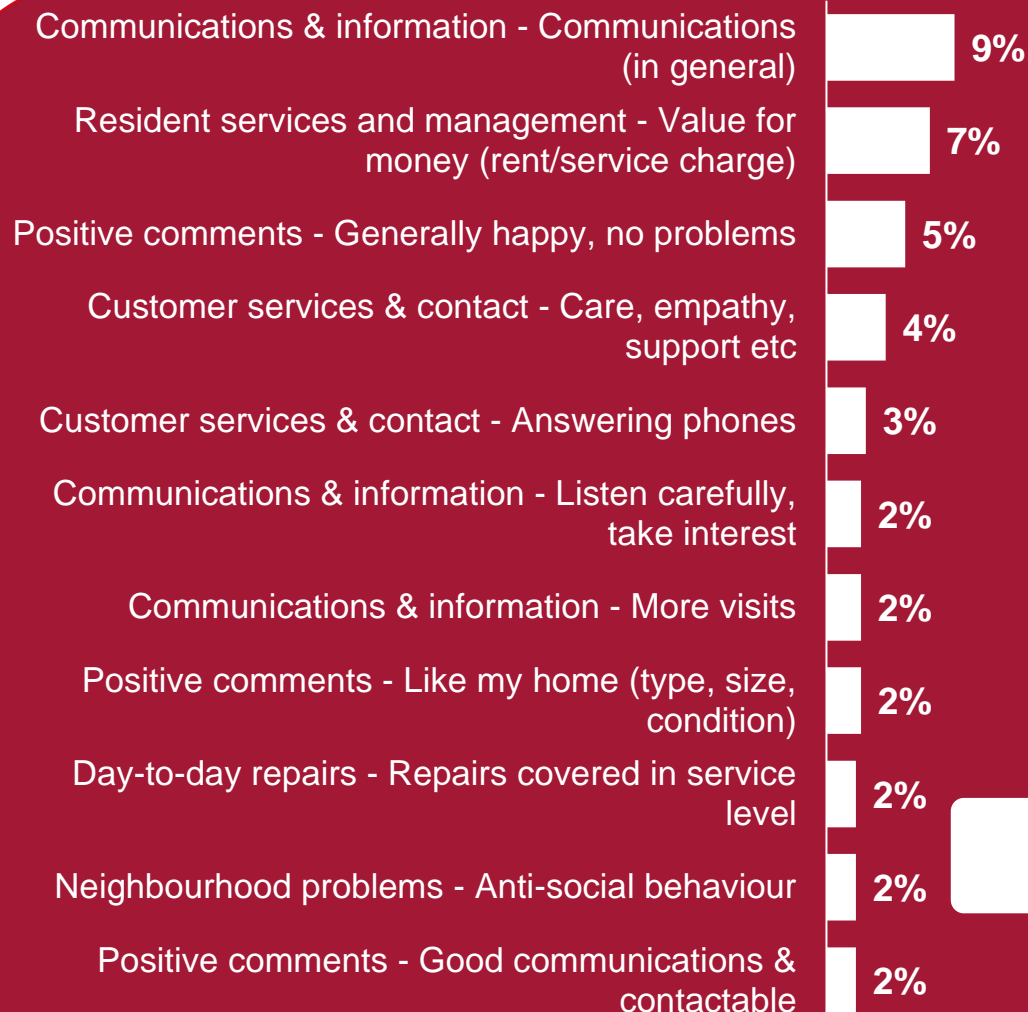 Communications & information - Communications
(in general)
9%
Resident services and management - Value for
money (rent/service charge)
7%
Positive comments - Generally happy, no problems
5%
Customer services & contact - Care, empathy,
support etc
4%
Customer services & contact - Answering phones
3%
Communications & information - Listen carefully,
take interest
2%
Communications & information - More visits
2%
Positive comments - Like my home (type, size,
condition)
2%
Day-to-day repairs - Repairs covered in service
level
2%
Neighbourhood problems - Anti-social behaviour
2%
Positive comments - Good communications &
contactable
2%